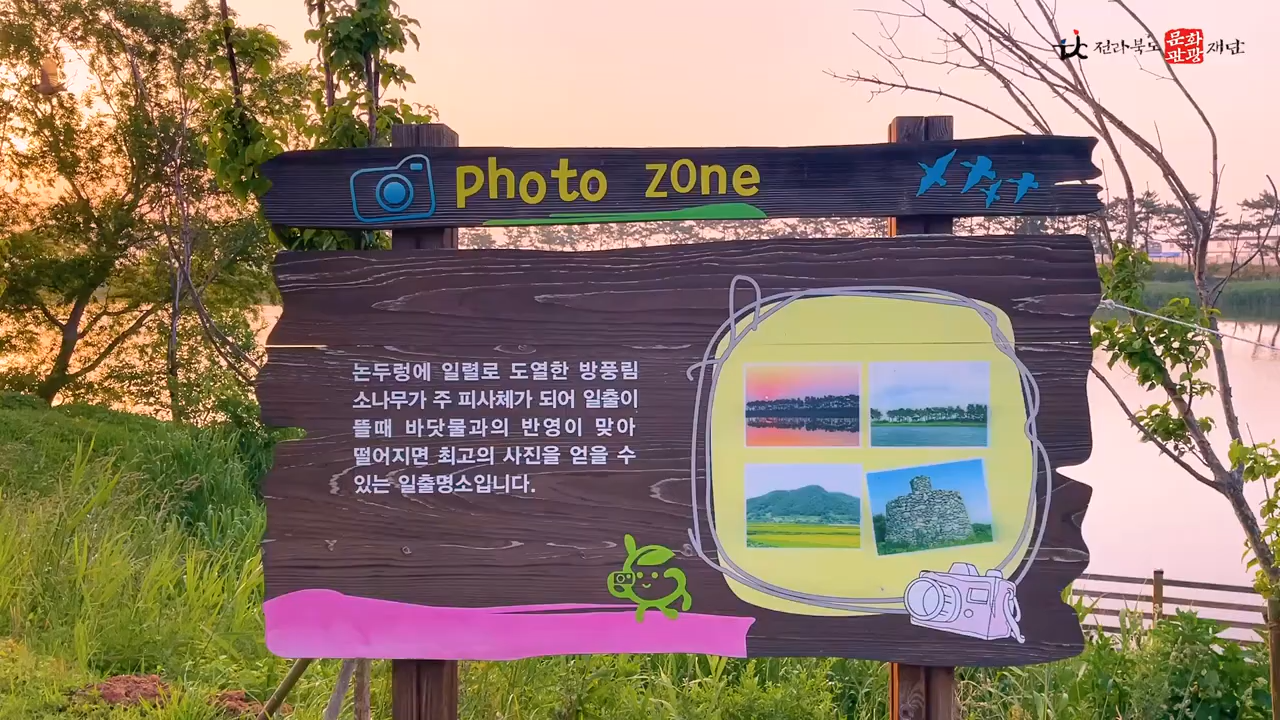 전라북도 문화관광 재단
photo zone
논두렁에 일렬로 도열한 방풍림
소나무가 주 피사체가 되어 일출이
뜰때 바닷물과의 반영이 맞아
떨어지면 최고의 사진을 얻을 수
있는 일출명소입니다.